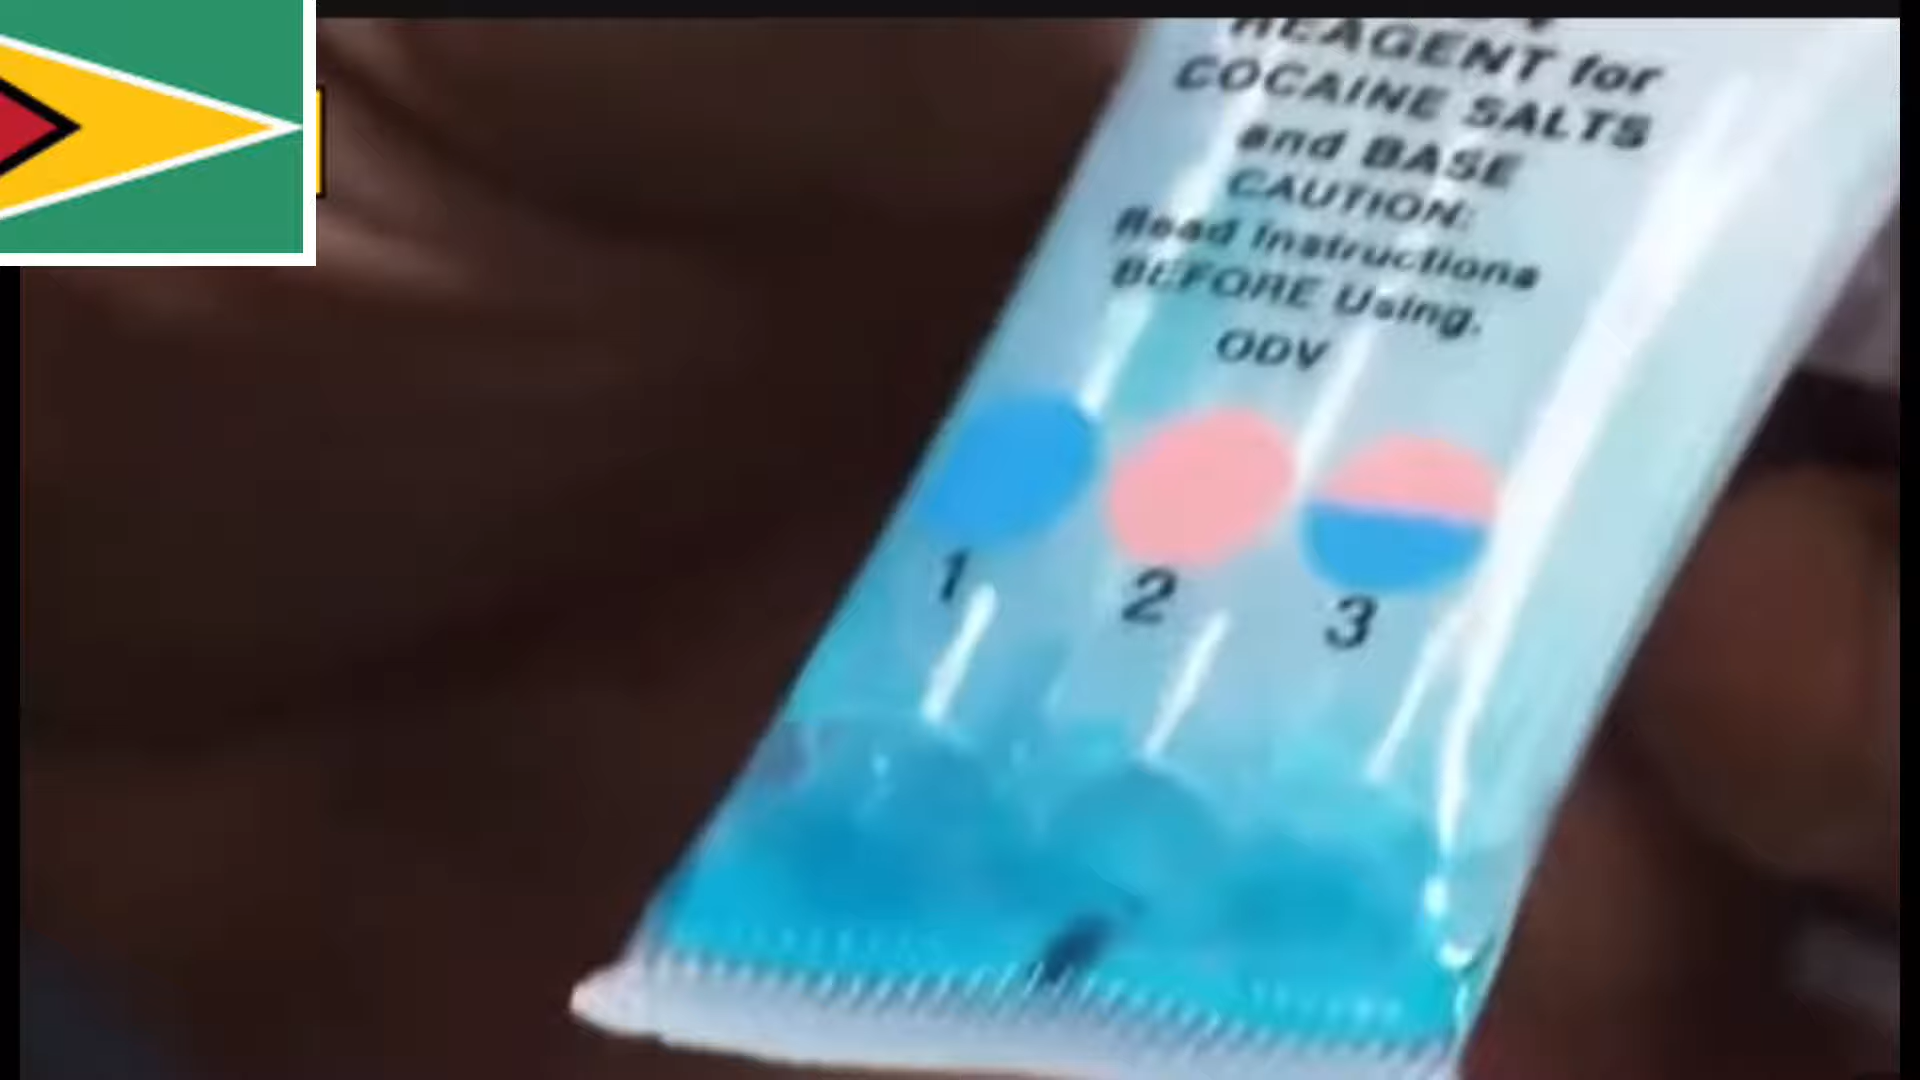 REAGENT for
COCAINE SALTS
and BASE
CAUTION:
Read Instructions
BEFORE Using.
ODV
1 2 3